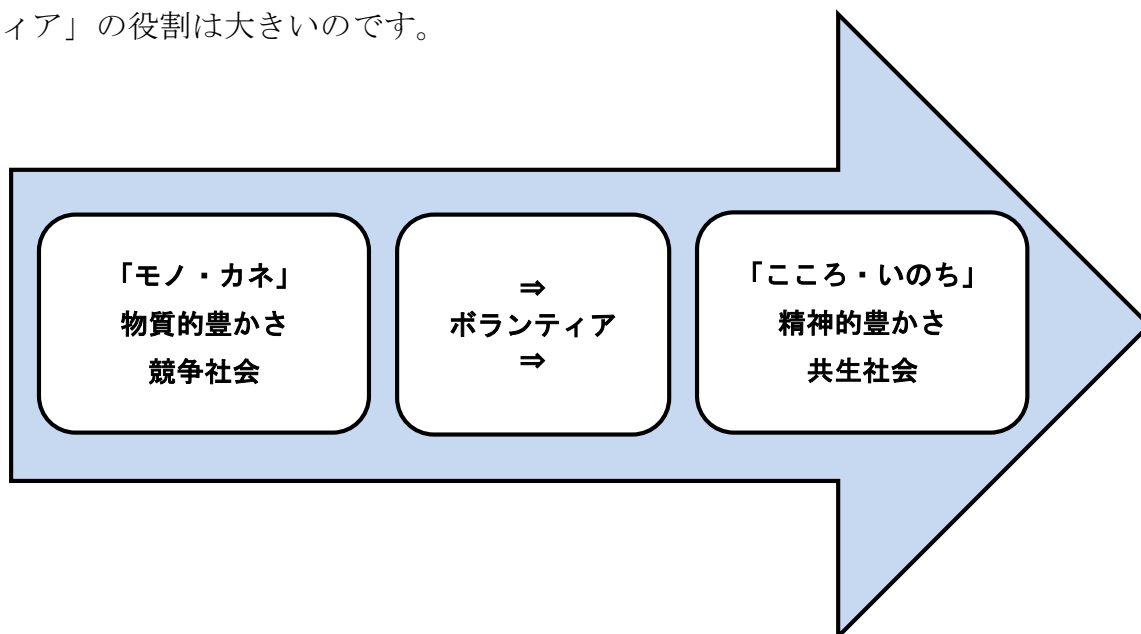 ィア」の役割は大きいのです。
「モノ・カネ」
物質的豊かさ
競争社会
⇒
ボランティア
⇒
「こころ・いのち」
精神的豊かさ
共生社会